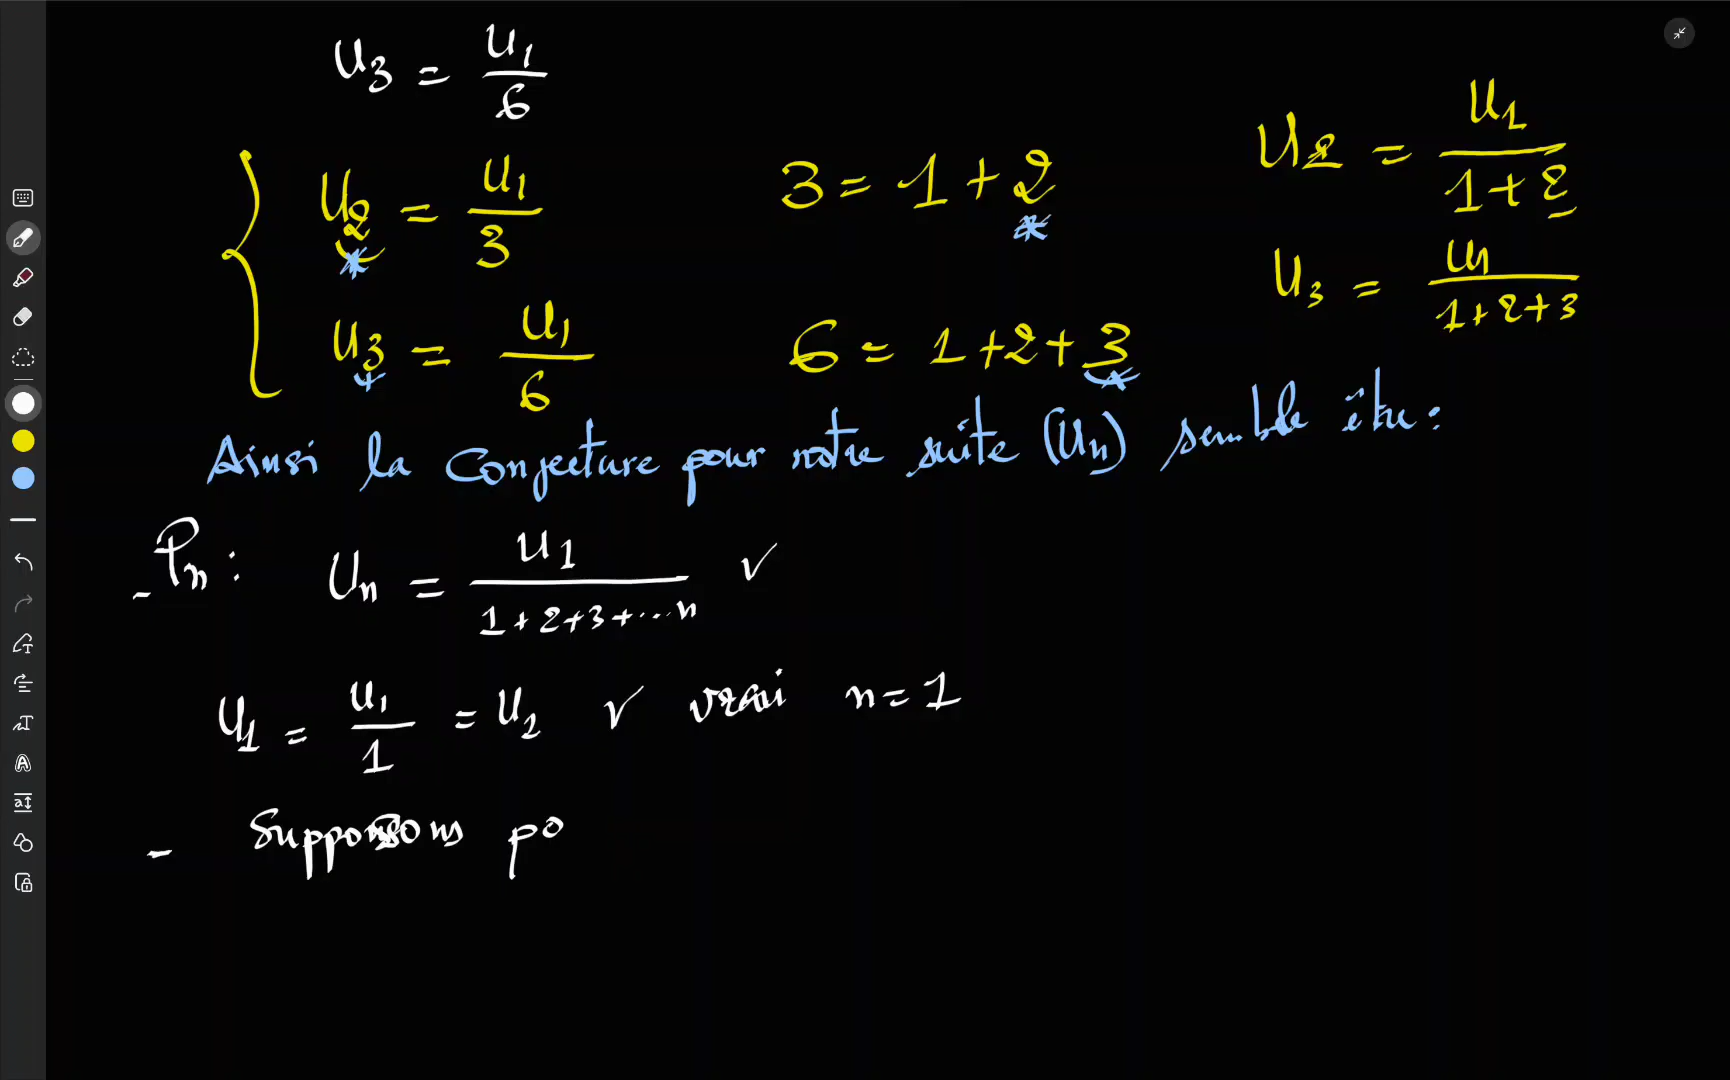 U₃ = U₁/6
U₂ = U₁/3
3 = 1 + 2
U₂ = U₁/(1+2)
U₃ = U₁/6
6 = 1+2+3
U₃ = U₁/(1+2+3)
Ainsi la Conjecture pour notre suite (Un) semble être :
- Pn : Un = U1/(1+2+3+...n) ✓
U₁ = U₁/1 = U₂ ✓ vrai n=1
- Supposons po